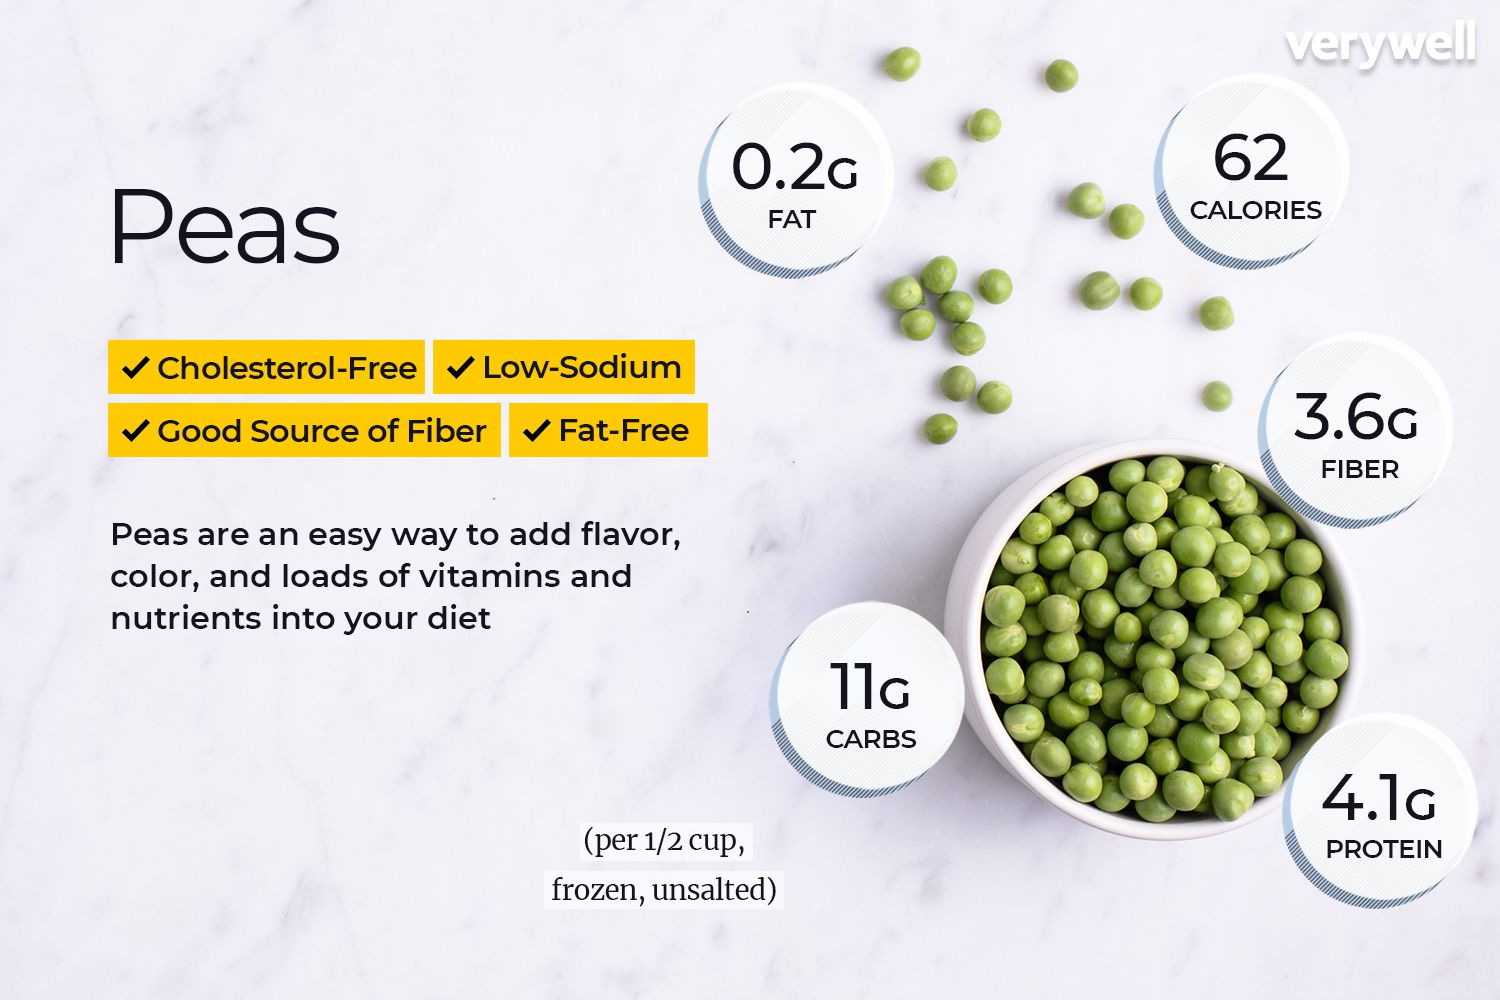 verywell
Peas
✓ Cholesterol-Free
✓ Low-Sodium
✓ Good Source of Fiber
✓ Fat-Free
Peas are an easy way to add flavor,
color, and loads of vitamins and
nutrients into your diet
0.2G
FAT
62
CALORIES
3.6G
FIBER
11G
CARBS
4.1G
PROTEIN
(per 1/2 cup,
frozen, unsalted)